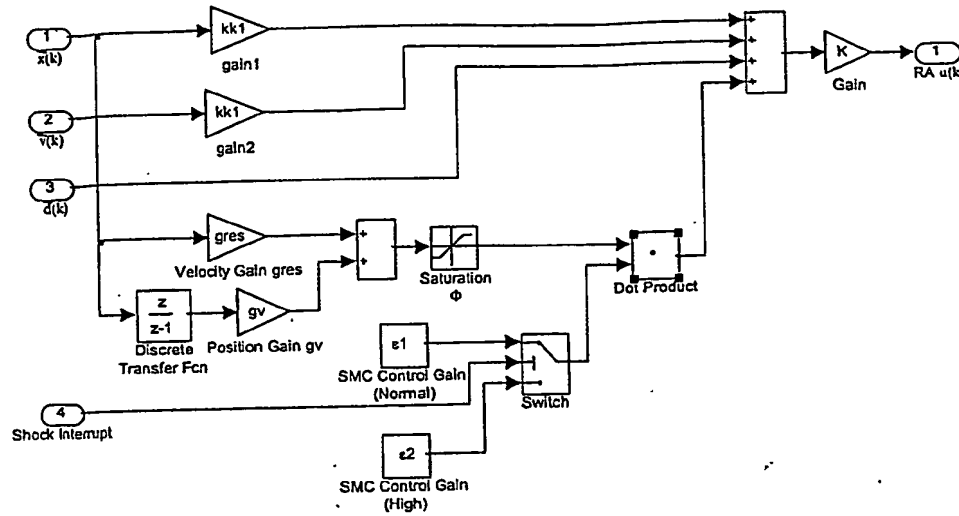 1
x(k)
kk1
gain1
K
Gain
1
RA u(k
2
v(k)
kk1
gain2
3
d(k)
gres
Velocity Gain gres
+
+
+
+
+
+
Saturation
Φ
Dot Product
z
z-1
Discrete
Transfer Fcn
gv
Position Gain gv
ε1
SMC Control Gain
(Normal)
Switch
4
Shock Interrupt
ε2
SMC Control Gain
(High)